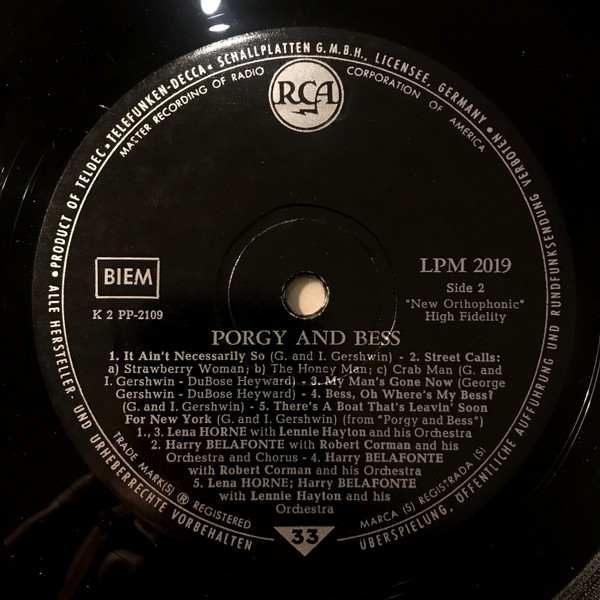 • PRODUCT OF TELDEC • TELEFUNKEN-DECCA • SCHALLPLATTEN G.M.B.H., LICENSEE, GERMANY •
MASTER RECORDING OF RADIO CORPORATION OF AMERICA
RCA
BIEM
K 2 PP-2109
LPM 2019
Side 2
"New Orthophonic"
High Fidelity
PORGY AND BESS
1. It Ain't Necessarily So (G. and I. Gershwin) - 2. Street Calls:
a) Strawberry Woman; b) The Honey Man; c) Crab Man (G. and
I. Gershwin - DuBose Heyward) - 3. My Man's Gone Now (George
Gershwin - DuBose Heyward) - 4. Bess, Oh Where's My Bess?
(G. and I. Gershwin) - 5. There's A Boat That's Leavin' Soon
For New York (G. and I. Gershwin) (from "Porgy and Bess")
1., 3. Lena HORNE with Lennie Hayton and his Orchestra
2. Harry BELAFONTE with Robert Corman and his
Orchestra and Chorus - 4. Harry BELAFONTE
with Robert Corman and his Orchestra
5. Lena HORNE; Harry BELAFONTE
with Lennie Hayton and his
Orchestra
TRADE MARK(S) ® REGISTERED
MARCA (S) REGISTRADA (S)
33
• ALLE HERSTELLER- UND URHEBERRECHTE VORBEHALTEN
ÜBERSPIELUNG, ÖFFENTLICHE AUFFÜHRUNG UND RUNDFUNKSENDUNG VERBOTEN